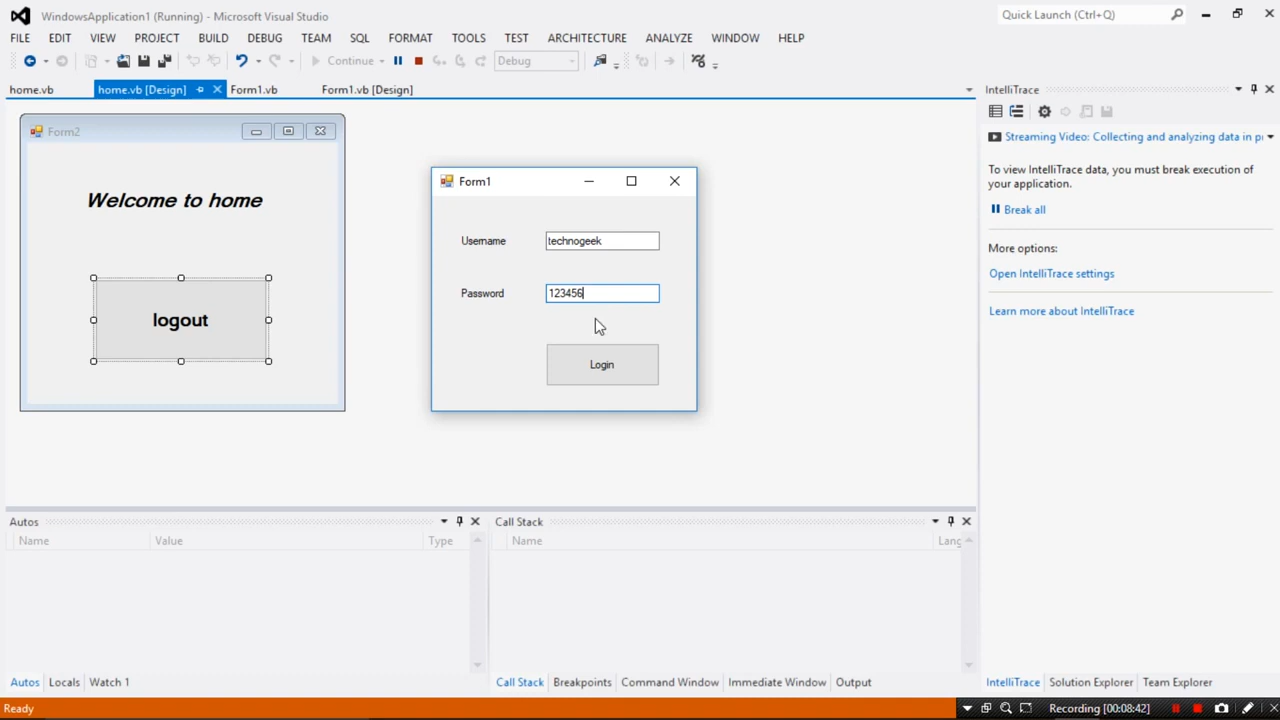 WindowsApplication1 (Running) - Microsoft Visual Studio
Quick Launch (Ctrl+Q)
FILE EDIT VIEW PROJECT BUILD DEBUG TEAM SQL FORMAT TOOLS TEST ARCHITECTURE ANALYZE WINDOW HELP
Continue Debug
home.vb home.vb [Design] Form1.vb Form1.vb [Design]
Form2
Welcome to home
logout
Form1
Username technogeek
Password 123456
Login
IntelliTrace
Streaming Video: Collecting and analyzing data in p
To view IntelliTrace data, you must break execution of
your application.
Break all
More options:
Open IntelliTrace settings
Learn more about IntelliTrace
Autos
Name Value Type
Call Stack
Name Lang
Autos Locals Watch 1
Call Stack Breakpoints Command Window Immediate Window Output
IntelliTrace Solution Explorer Team Explorer
Ready
Recording [00:08:42]